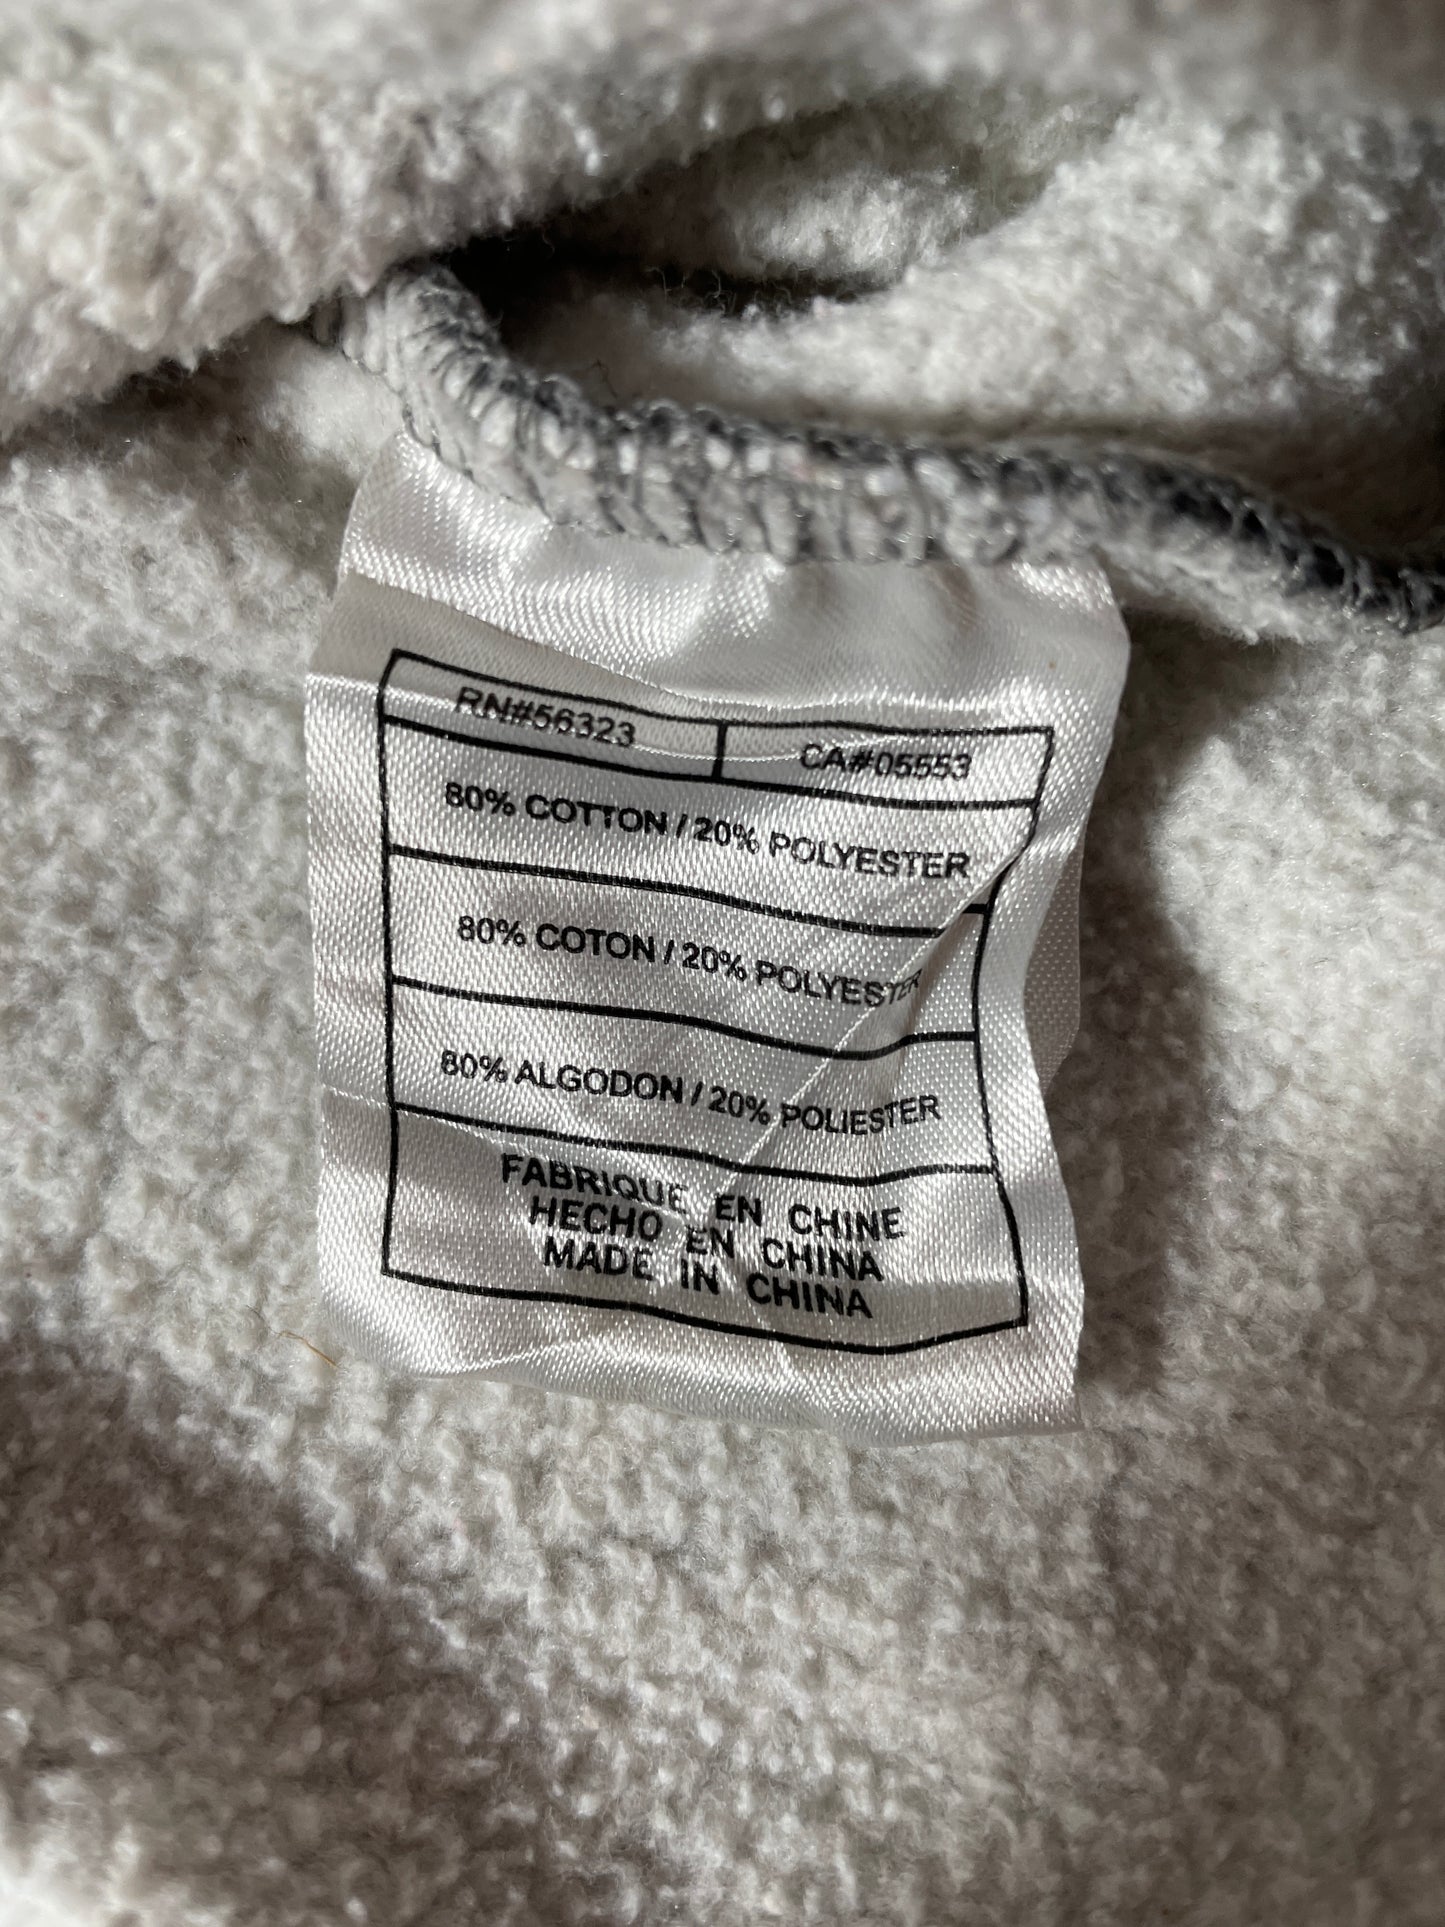 RN#56323 CA#05553
80% COTTON / 20% POLYESTER
80% COTON / 20% POLYESTER
80% ALGODON / 20% POLIESTER
FABRIQUE EN CHINE
HECHO EN CHINA
MADE IN CHINA